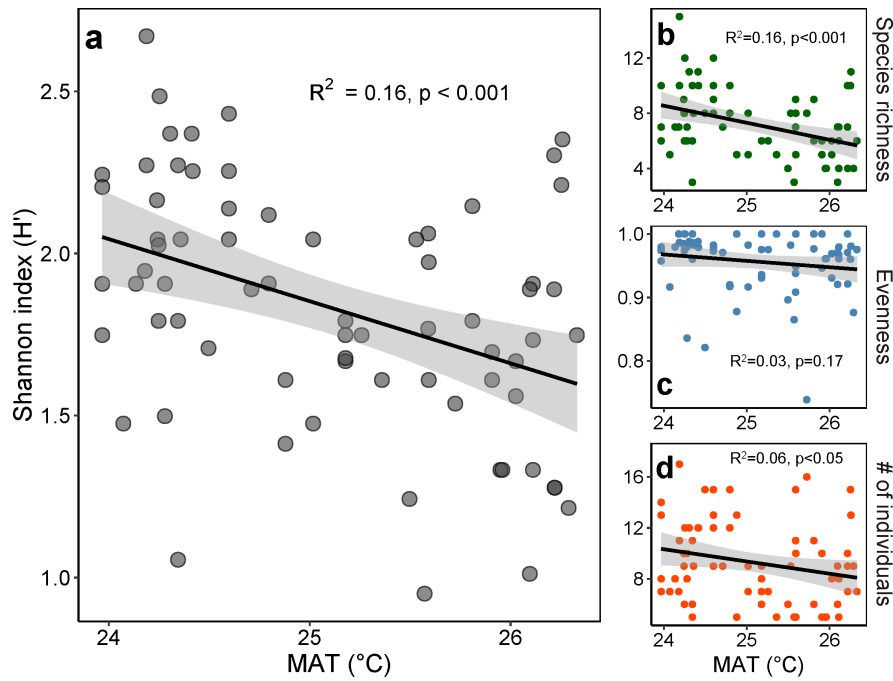 a
R² = 0.16, p < 0.001
2.5
2.0
1.5
1.0
Shannon index (H')
24
25
26
MAT (°C)
b
R²=0.16, p<0.001
12
8
4
24
25
26
Species richness
1.0
0.9
0.8
R²=0.03, p=0.17
c
24
25
26
Evenness
d
R²=0.06, p<0.05
16
12
8
24
25
26
MAT (°C)
# of individuals